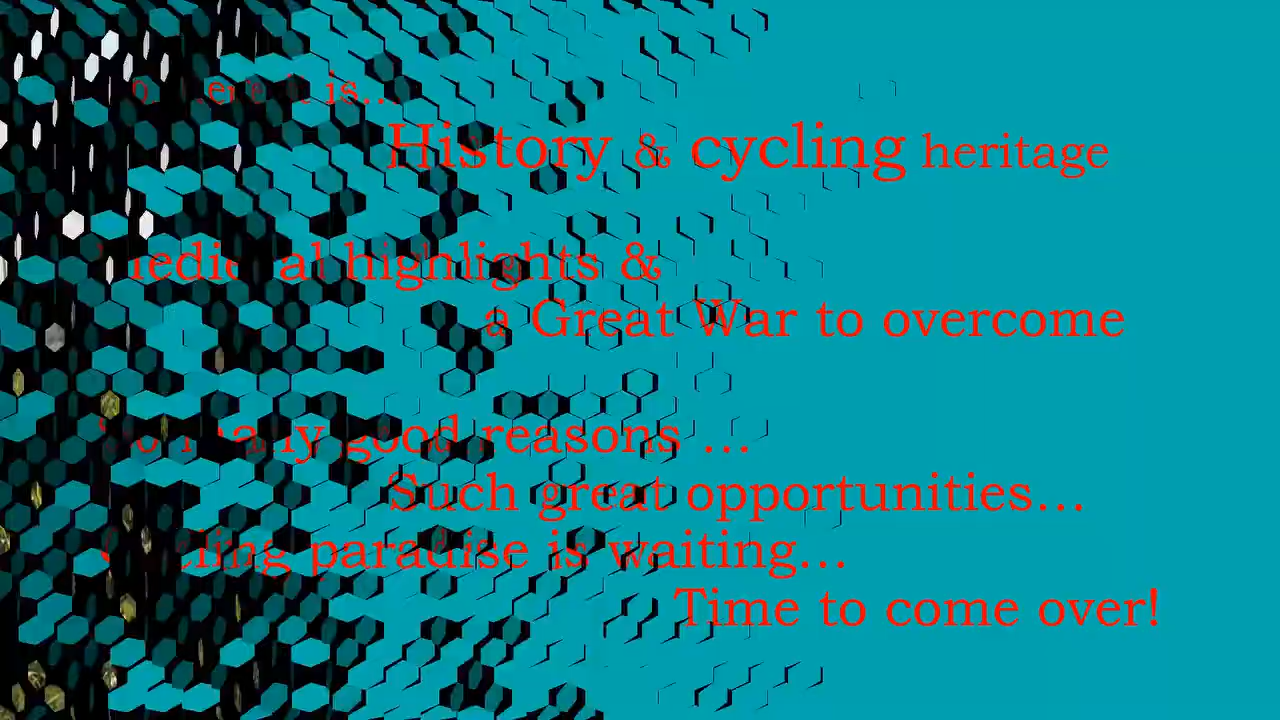 is...
History & cycling heritage
highlights &
a Great War to overcome
good reasons ...
Such great opportunities...
paradise is waiting...
Time to come over!